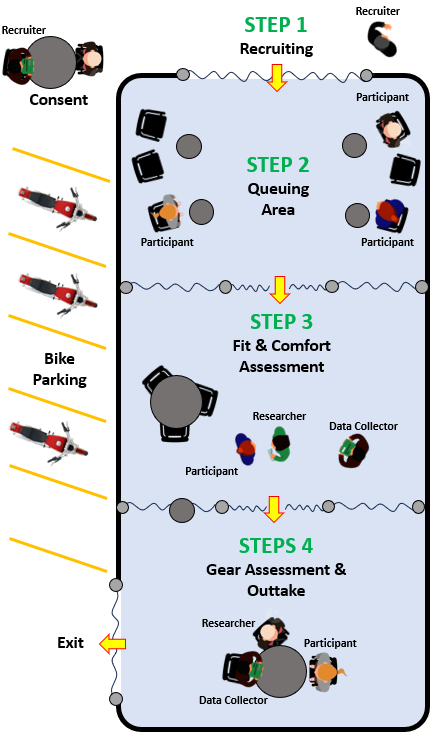 STEP 1
Recruiting
Recruiter
Recruiter
Consent
Participant
STEP 2
Queuing
Area
Participant
Participant
STEP 3
Fit & Comfort
Assessment
Bike
Parking
Researcher
Data Collector
Participant
STEPS 4
Gear Assessment &
Outtake
Researcher
Participant
Exit
Data Collector